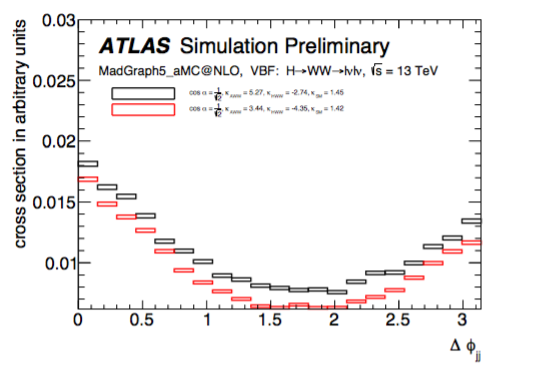 0.03
ATLAS Simulation Preliminary
MadGraph5_aMC@NLO, VBF: H→WW→lνlν, √s = 13 TeV
cos α = 1/√2 κ_AWW = 5.27, κ_HWW = -2.74, κ_SM = 1.45
cos α = 1/√2 κ_AWW = 3.44, κ_HWW = -4.35, κ_SM = 1.42
0.025
0.02
0.015
0.01
cross section in arbitrary units
0 0.5 1 1.5 2 2.5 3
Δ ϕ_jj